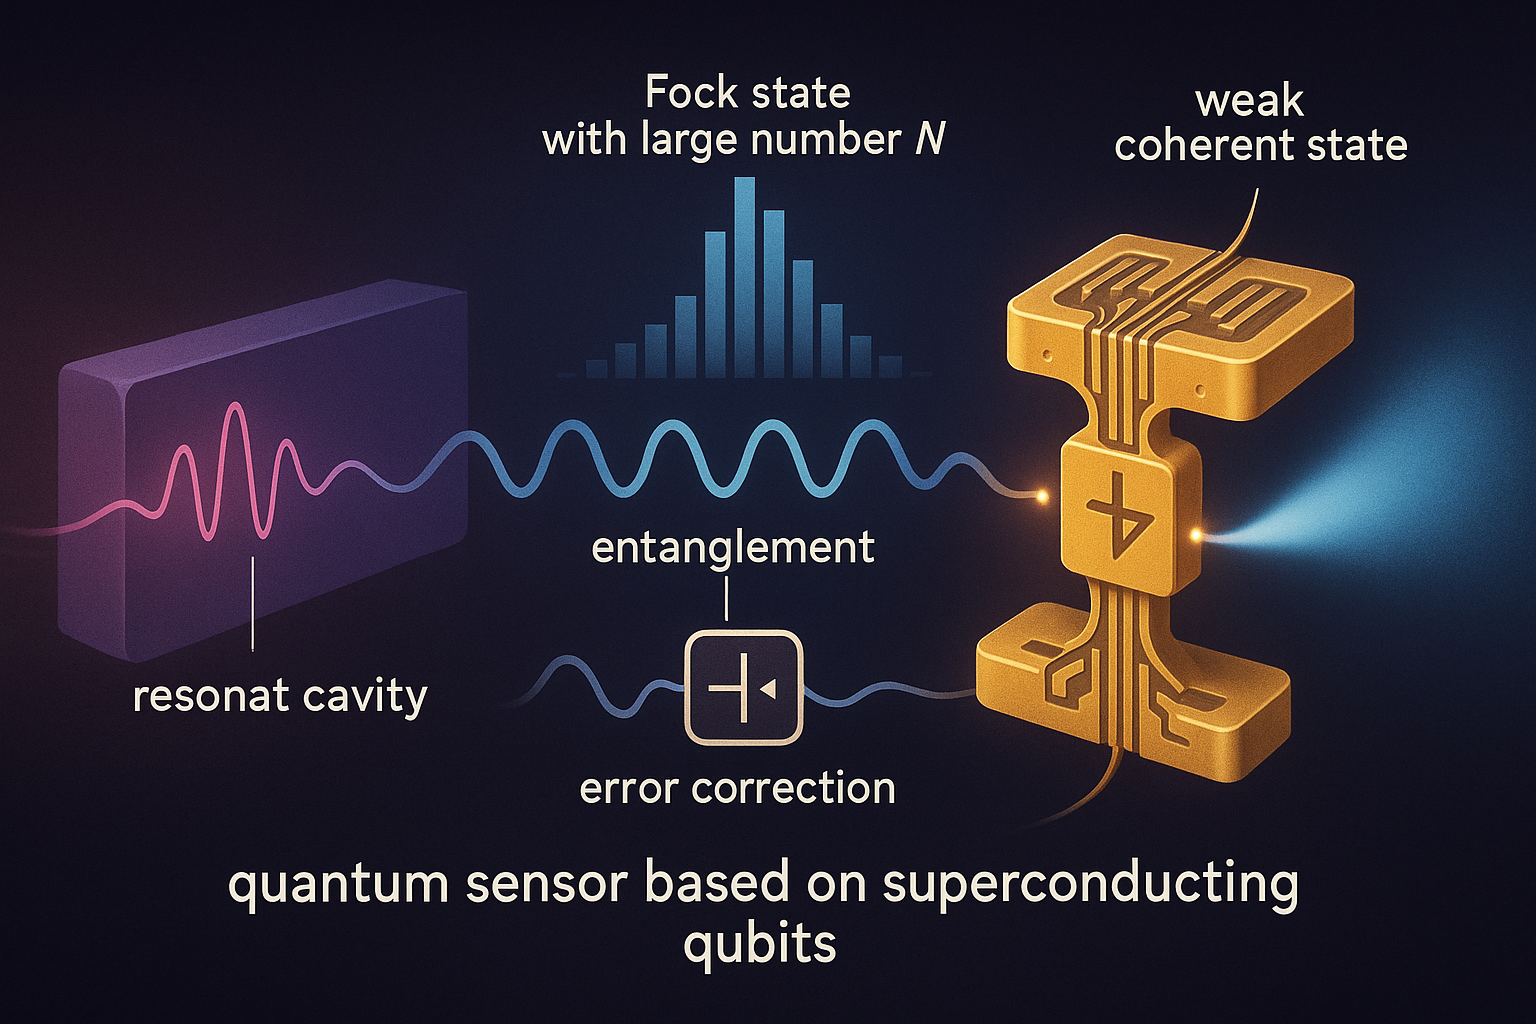 Fock state
with large number N
weak
coherent state
entanglement
resonat cavity
error correction
quantum sensor based on superconducting
qubits